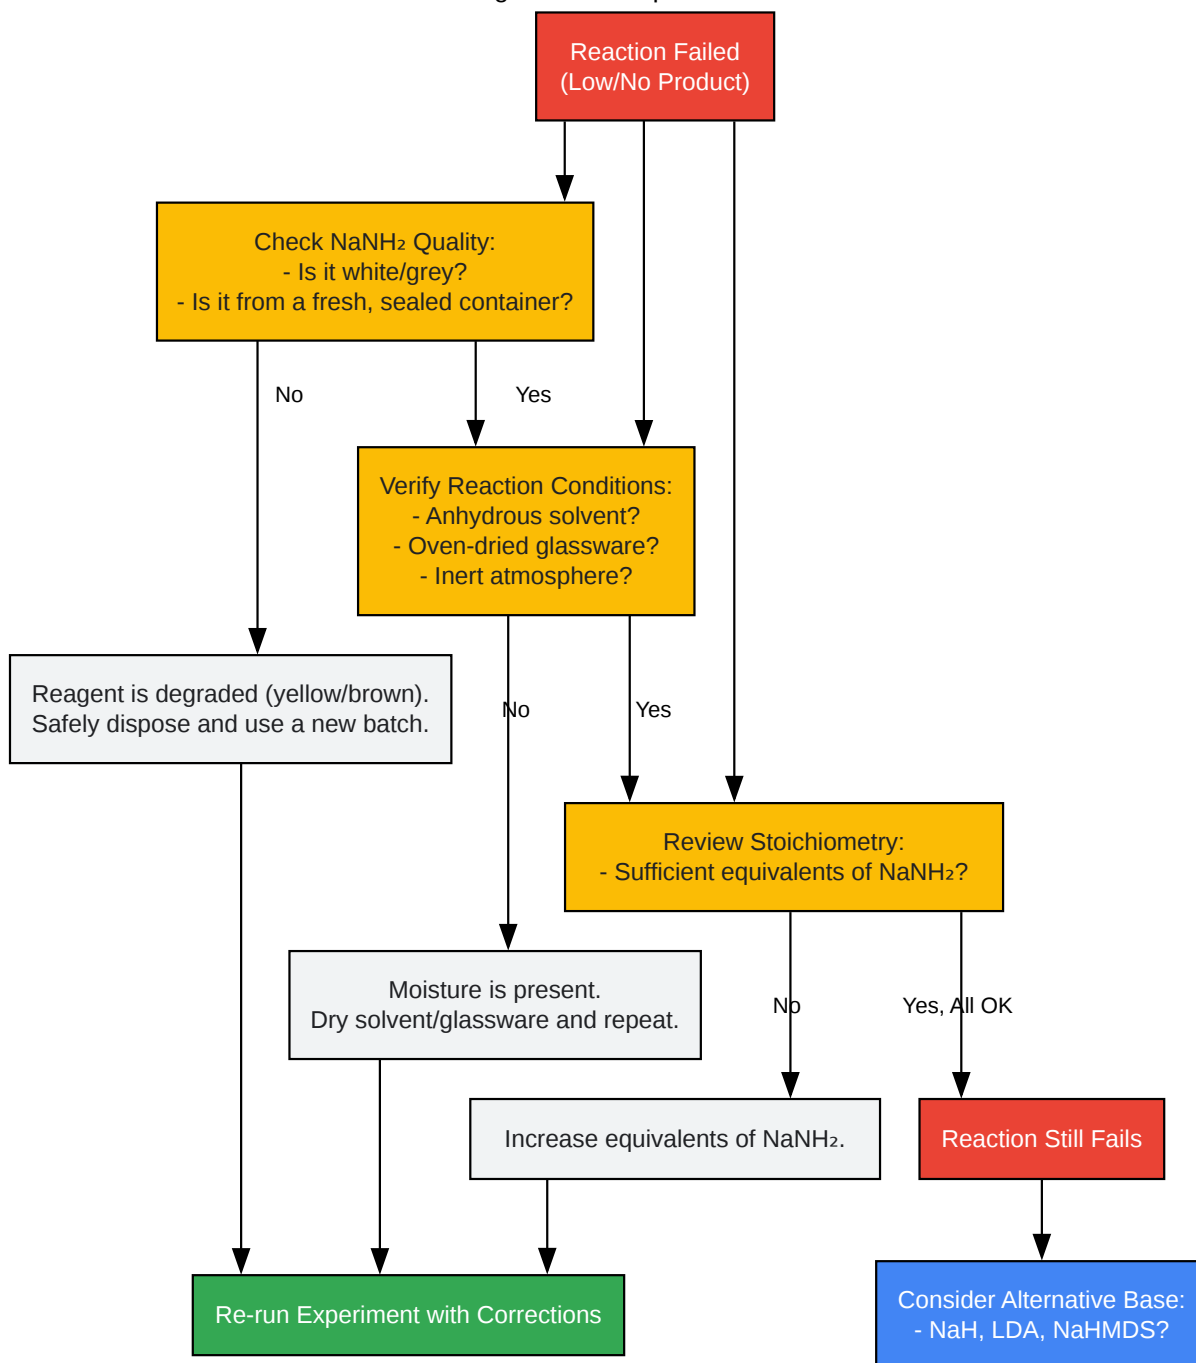 Reaction Failed
(Low/No Product)
Check NaNH₂ Quality:
- Is it white/grey?
- Is it from a fresh, sealed container?
No
Yes
Verify Reaction Conditions:
- Anhydrous solvent?
- Oven-dried glassware?
- Inert atmosphere?
Reagent is degraded (yellow/brown).
Safely dispose and use a new batch.
No
Yes
Review Stoichiometry:
- Sufficient equivalents of NaNH₂?
Moisture is present.
Dry solvent/glassware and repeat.
No
Yes, All OK
Increase equivalents of NaNH₂.
Reaction Still Fails
Re-run Experiment with Corrections
Consider Alternative Base:
- NaH, LDA, NaHMDS?